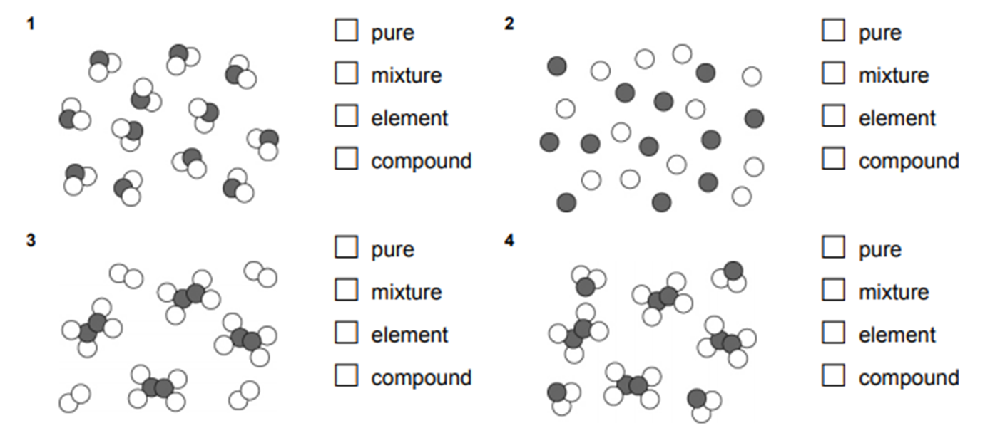 1
pure
mixture
element
compound
2
pure
mixture
element
compound
3
pure
mixture
element
compound
4
pure
mixture
element
compound